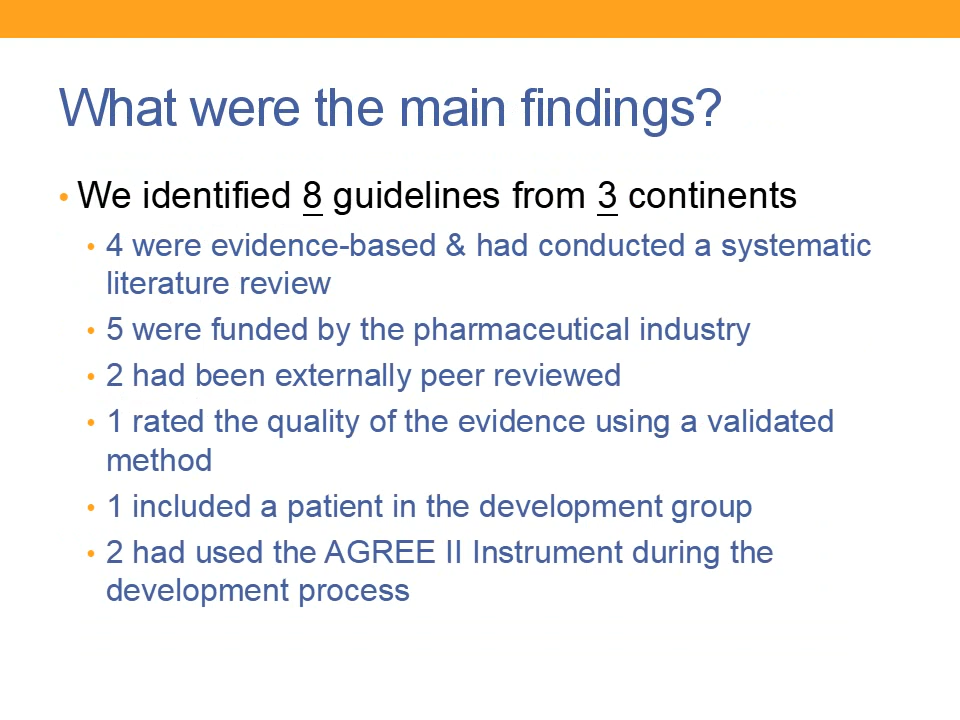 What were the main findings?
• We identified 8 guidelines from 3 continents
• 4 were evidence-based & had conducted a systematic
literature review
• 5 were funded by the pharmaceutical industry
• 2 had been externally peer reviewed
• 1 rated the quality of the evidence using a validated
method
• 1 included a patient in the development group
• 2 had used the AGREE II Instrument during the
development process